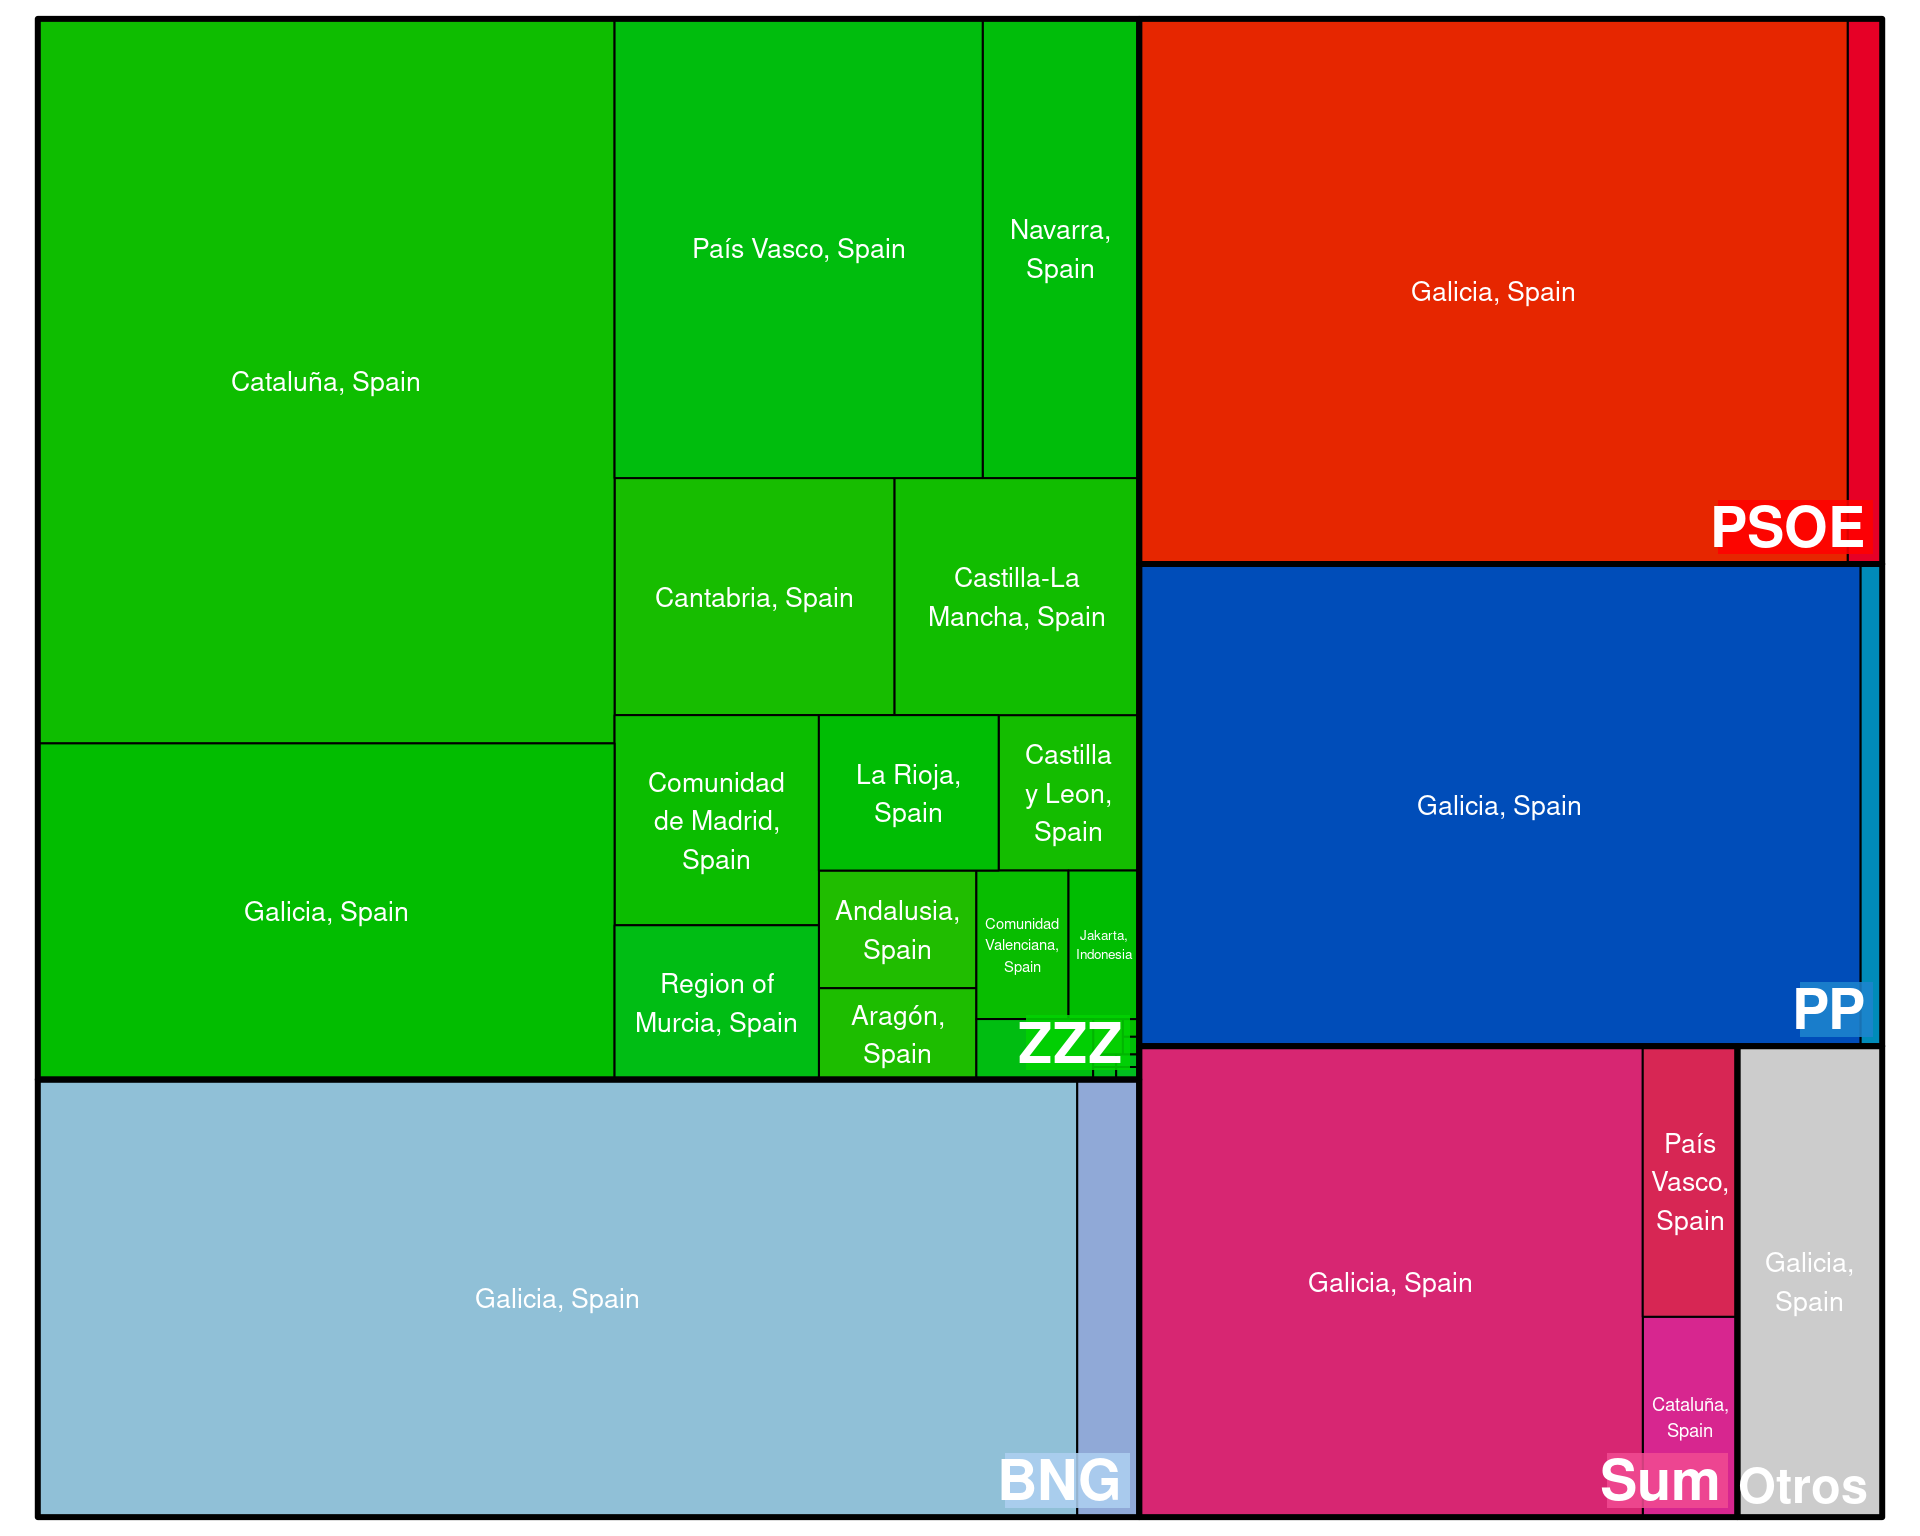 Cataluña, Spain
Galicia, Spain
País Vasco, Spain
Navarra,
Spain
Cantabria, Spain
Castilla-La
Mancha, Spain
Comunidad
de Madrid,
Spain
La Rioja,
Spain
Castilla
y Leon,
Spain
Region of
Murcia, Spain
Andalusia,
Spain
Aragón,
Spain
Comunidad
Valenciana,
Spain
Jakarta,
Indonesia
ZZZ
Galicia, Spain
BNG
Galicia, Spain
PSOE
Galicia, Spain
PP
Galicia, Spain
País
Vasco,
Spain
Cataluña,
Spain
Sum
Galicia,
Spain
Otros